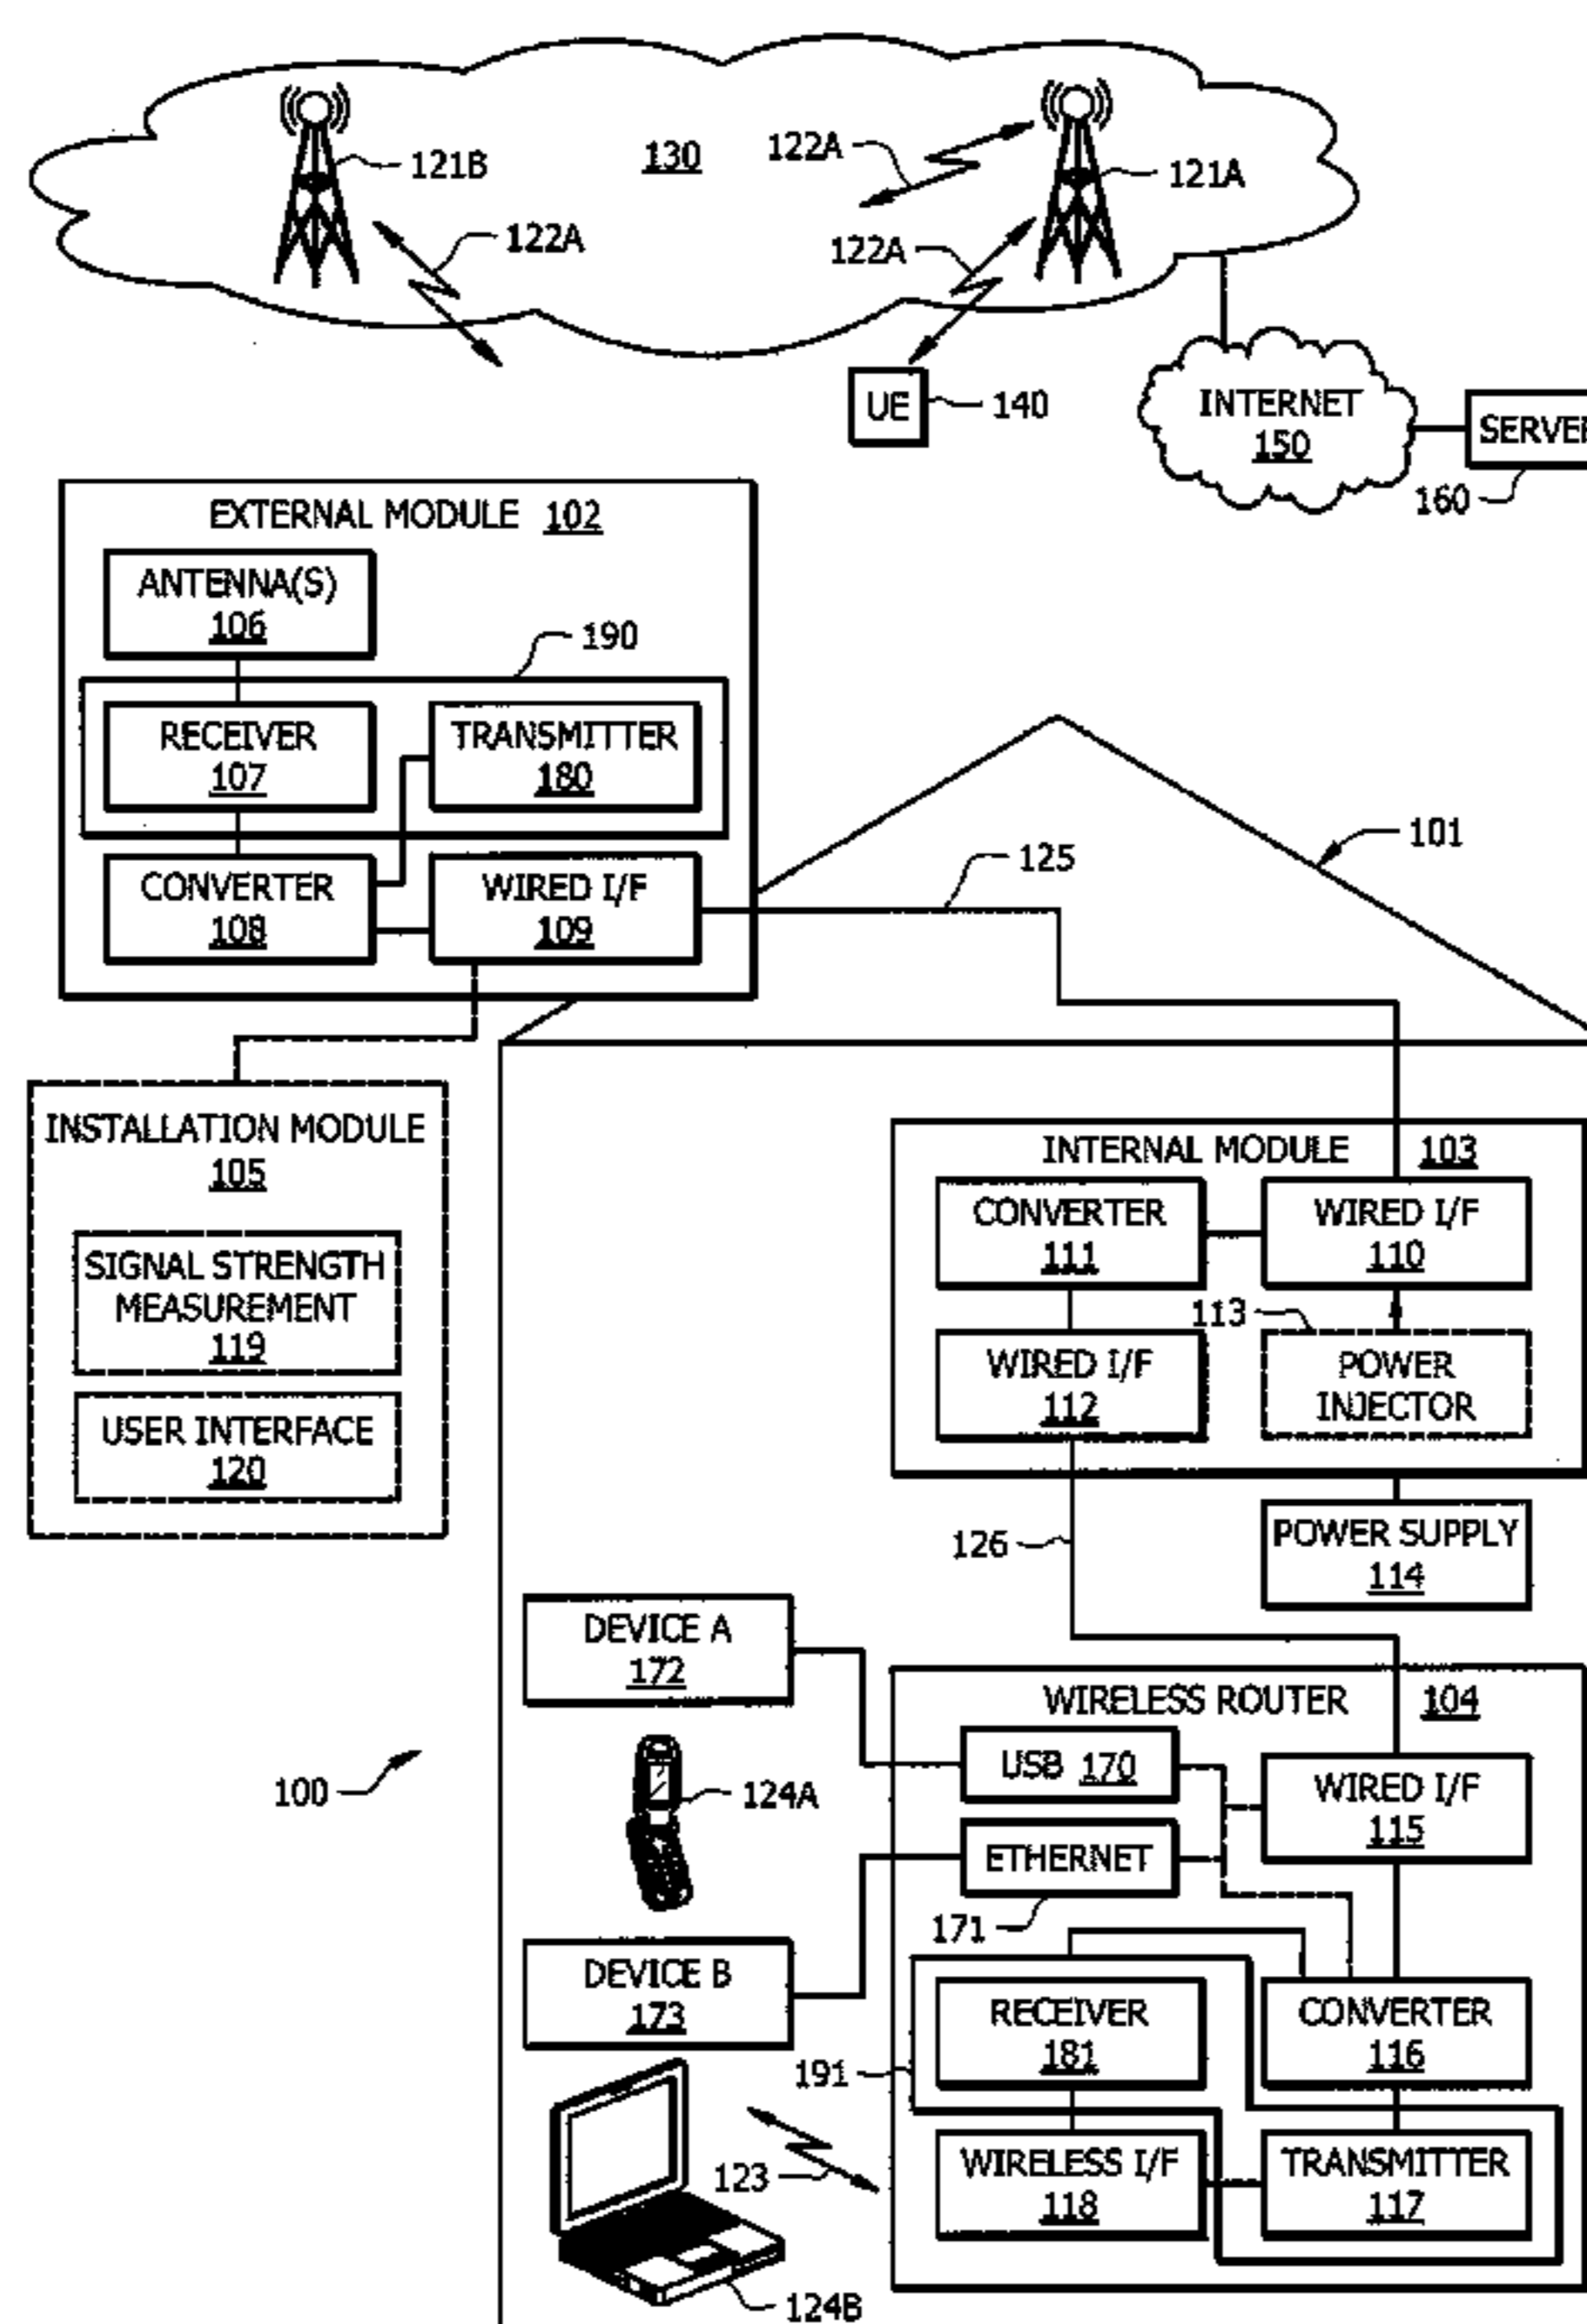 121B
130
122A
121A
122A
122A
UE
140
INTERNET
150
SERVER
160
EXTERNAL MODULE 102
ANTENNA(S)
106
190
RECEIVER
107
TRANSMITTER
180
CONVERTER
108
WIRED I/F
109
125
101
INSTALLATION MODULE
105
SIGNAL STRENGTH
MEASUREMENT
119
USER INTERFACE
120
INTERNAL MODULE 103
CONVERTER
111
WIRED I/F
110
113
WIRED I/F
112
POWER
INJECTOR
126
POWER SUPPLY
114
DEVICE A
172
WIRELESS ROUTER 104
USB 170
WIRED I/F
115
100
124A
ETHERNET
171
DEVICE B
173
RECEIVER
181
CONVERTER
116
191
123
WIRELESS I/F
118
TRANSMITTER
117
124B